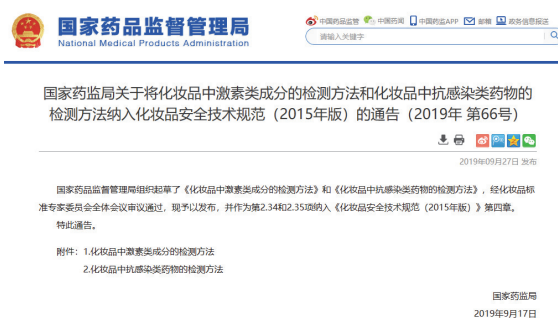 国家药品监督管理局
National Medical Products Administration
中国药品监管 中国药闻 中国药监APP 邮箱 政务信息报送
请输入关键字
国家药监局关于将化妆品中激素类成分的检测方法和化妆品中抗感染类药物的
检测方法纳入化妆品安全技术规范（2015年版）的通告（2019年 第66号）
2019年09月27日 发布
国家药品监督管理局组织起草了《化妆品中激素类成分的检测方法》和《化妆品中抗感染类药物的检测方法》，经化妆品标
准专家委员会全体会议审议通过，现予以发布，并作为第2.34和2.35项纳入《化妆品安全技术规范（2015年版）》第四章。
特此通告。
附件：1.化妆品中激素类成分的检测方法
2.化妆品中抗感染类药物的检测方法
国家药监局
2019年9月17日